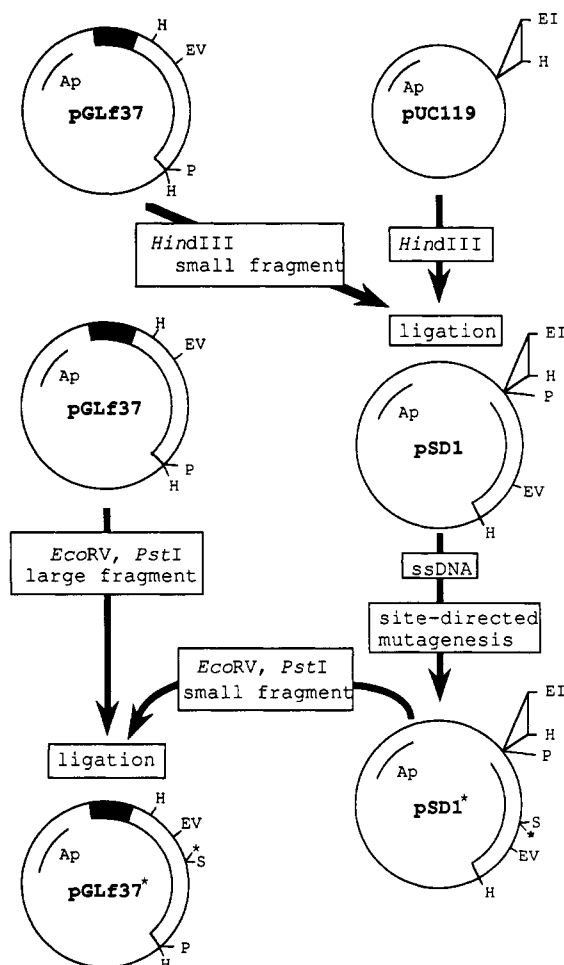 H
EV
Ap
pGLf37
P
H
EI
H
Ap
pUC119
HindIII
small fragment
HindIII
ligation
H
EV
Ap
pGLf37
P
H
EI
H
P
Ap
pSD1
EV
H
EcoRV, PstI
large fragment
ssDNA
site-directed
mutagenesis
EcoRV, PstI
small fragment
ligation
H
EV
*
S
Ap
pGLf37*
P
H
EI
H
P
Ap
pSD1*
S
*
EV
H